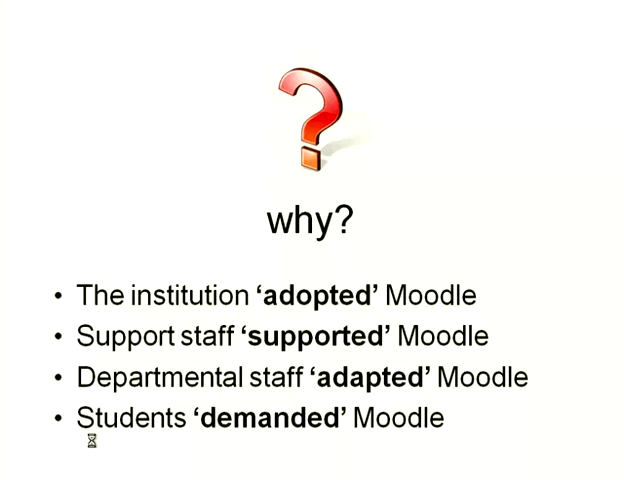 why?
• The institution ‘adopted’ Moodle
• Support staff ‘supported’ Moodle
• Departmental staff ‘adapted’ Moodle
• Students ‘demanded’ Moodle